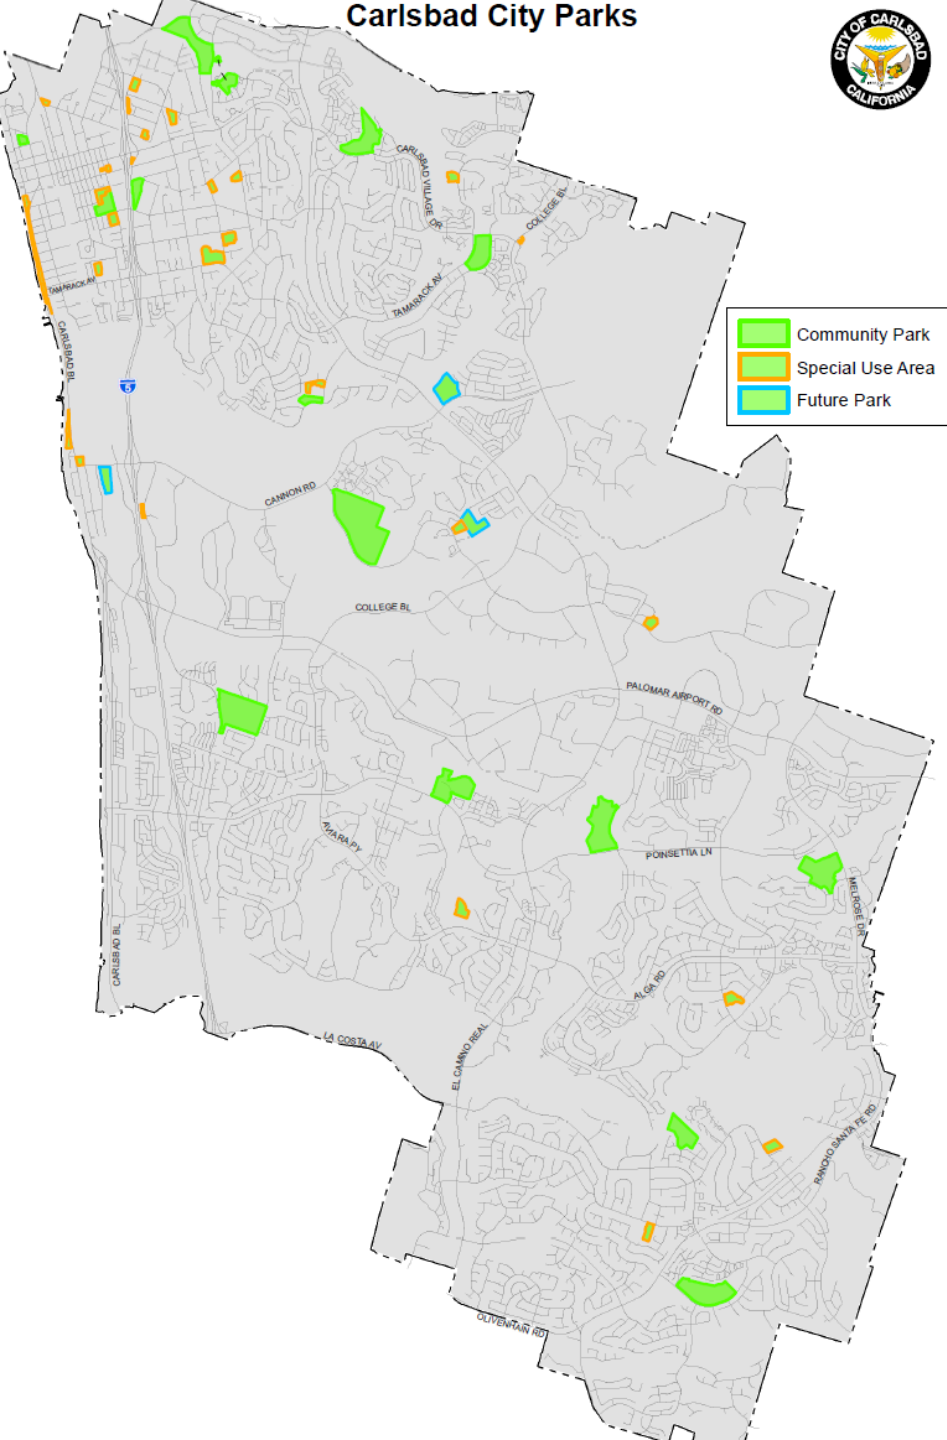 Carlsbad City Parks
CITY OF CARLSBAD
CALIFORNIA
CARLSBAD VILLAGE DR
COLLEGE BL
TAMARACK AV
TAMARACK AV
CARLSBAD BL
5
Community Park
Special Use Area
Future Park
CANNON RD
COLLEGE BL
PALOMAR AIRPORT RD
AVIARA PY
POINSETTIA LN
MELROSE DR
CARLSBAD BL
ALGA RD
LA COSTA AV
EL CAMINO REAL
RANCHO SANTA FE RD
OLIVENHAIN RD